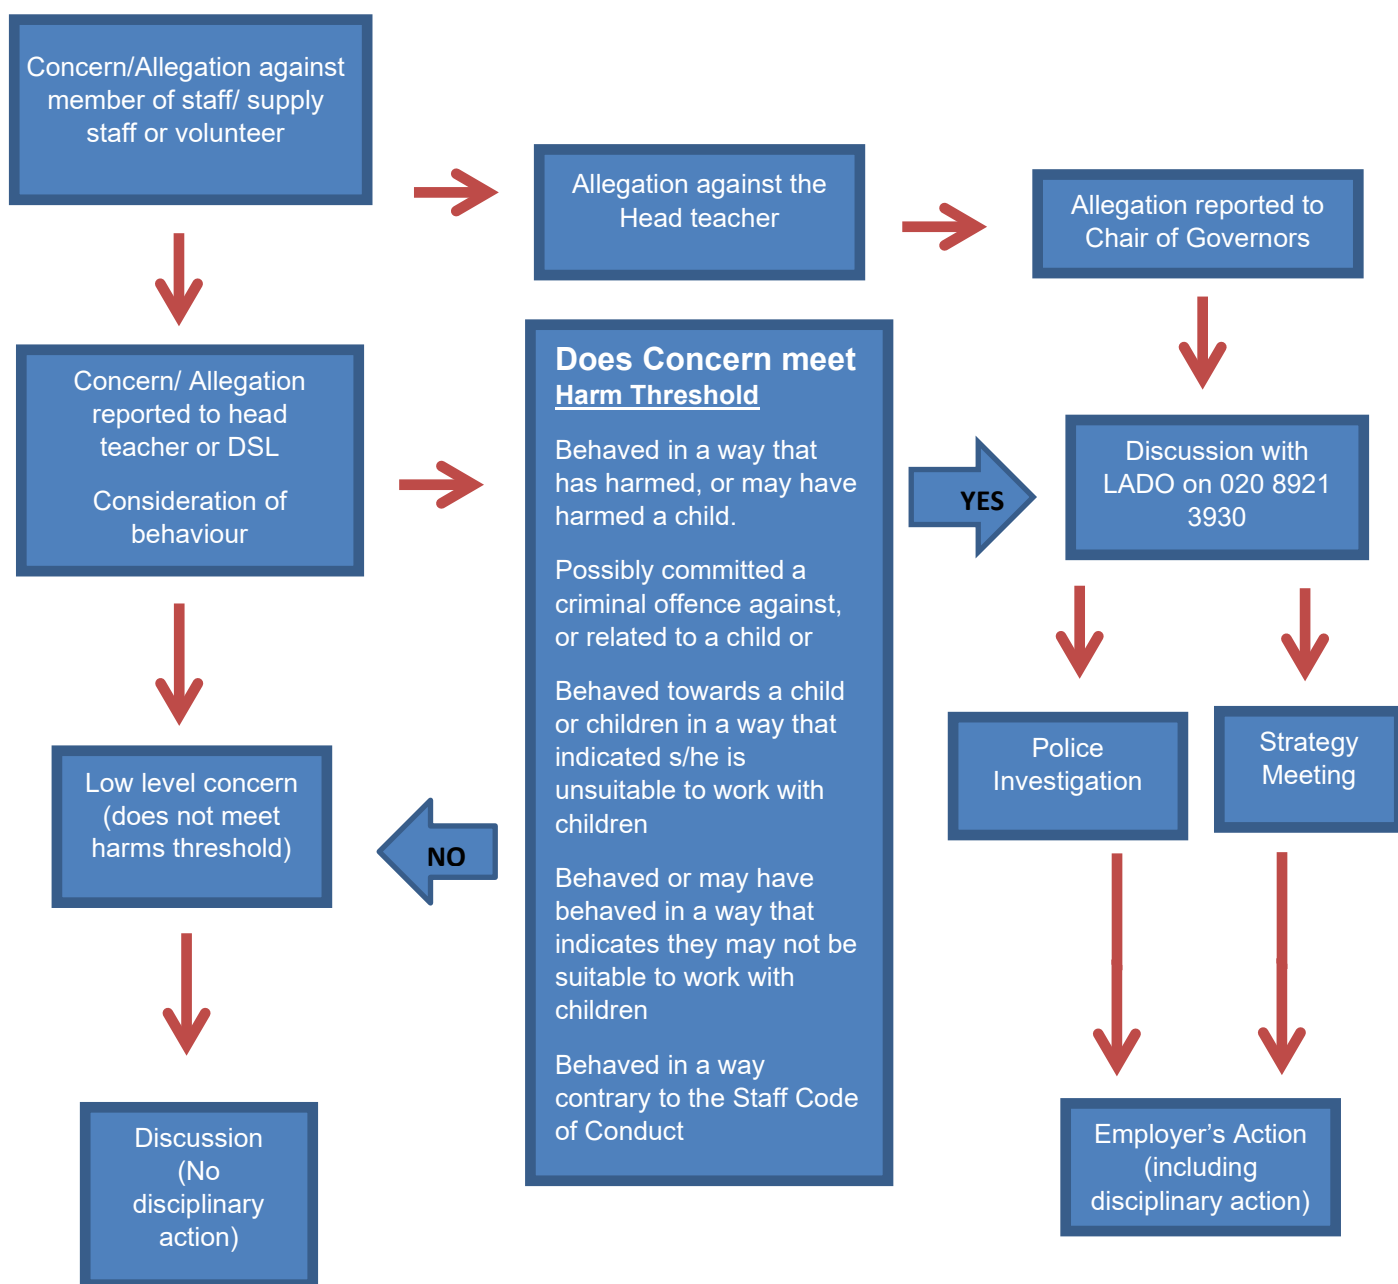 Concern/Allegation against
member of staff/ supply
staff or volunteer
Allegation against the
Head teacher
Allegation reported to
Chair of Governors
Concern/ Allegation
reported to head
teacher or DSL
Consideration of
behaviour
Does Concern meet
Harm Threshold
Behaved in a way that
has harmed, or may have
harmed a child.
Possibly committed a
criminal offence against,
or related to a child or
Behaved towards a child
or children in a way that
indicated s/he is
unsuitable to work with
children
Behaved or may have
behaved in a way that
indicates they may not be
suitable to work with
children
Behaved in a way
contrary to the Staff Code
of Conduct
YES
Discussion with
LADO on 020 8921
3930
Police
Investigation
Strategy
Meeting
NO
Low level concern
(does not meet
harms threshold)
Discussion
(No
disciplinary
action)
Employer’s Action
(including
disciplinary action)